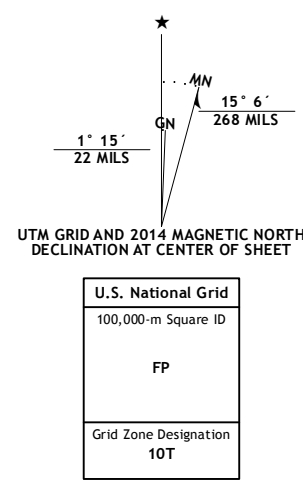 MN
GN
15° 6´
268 MILS
1° 15´
22 MILS
UTM GRID AND 2014 MAGNETIC NORTH
DECLINATION AT CENTER OF SHEET
U.S. National Grid
100,000-m Square ID
FP
Grid Zone Designation
10T